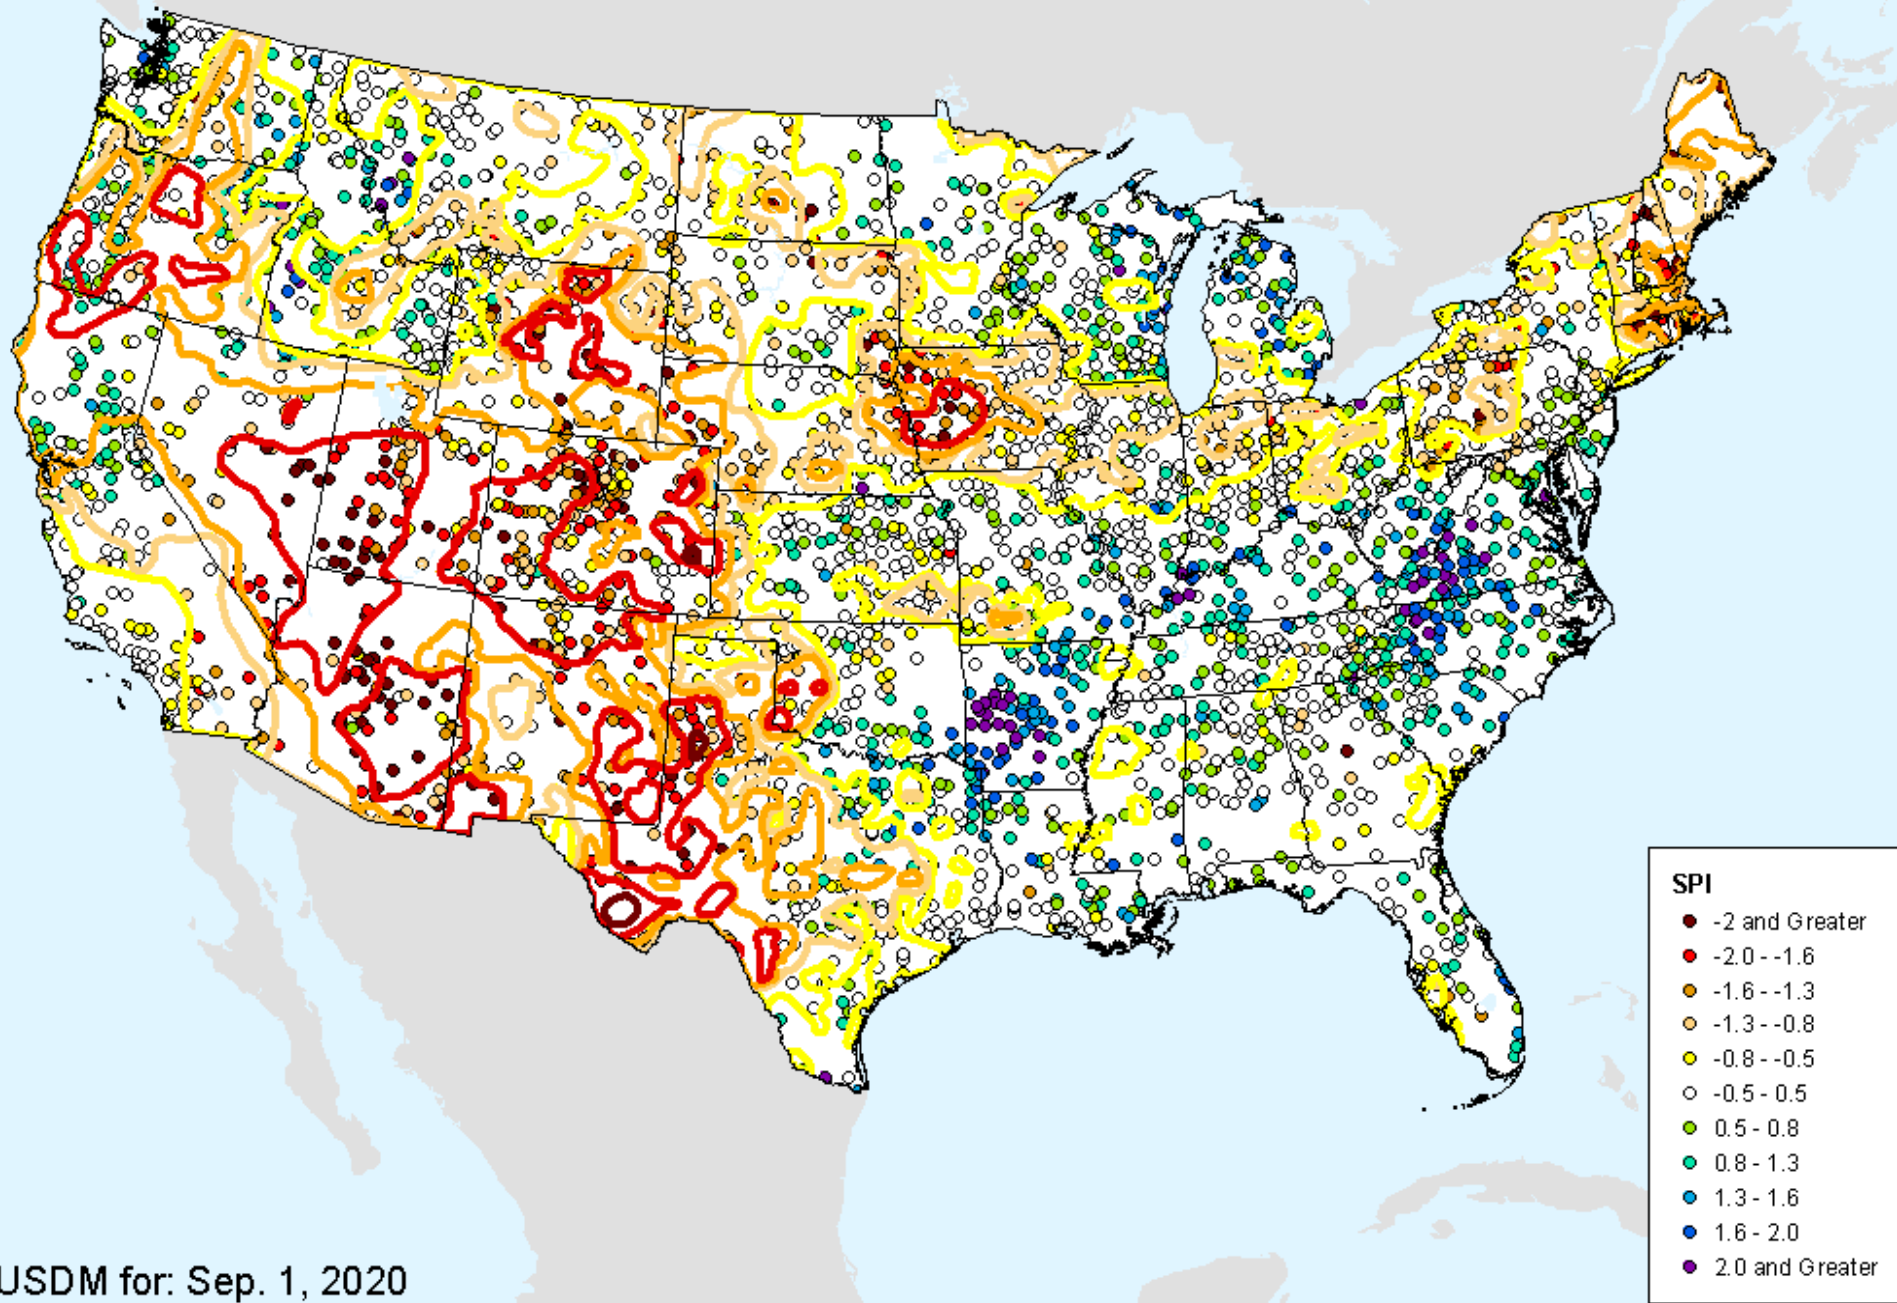 SPI
-2 and Greater
-2.0 - -1.6
-1.6 - -1.3
-1.3 - -0.8
-0.8 - -0.5
-0.5 - 0.5
0.5 - 0.8
0.8 - 1.3
1.3 - 1.6
1.6 - 2.0
2.0 and Greater
USDM for: Sep. 1, 2020